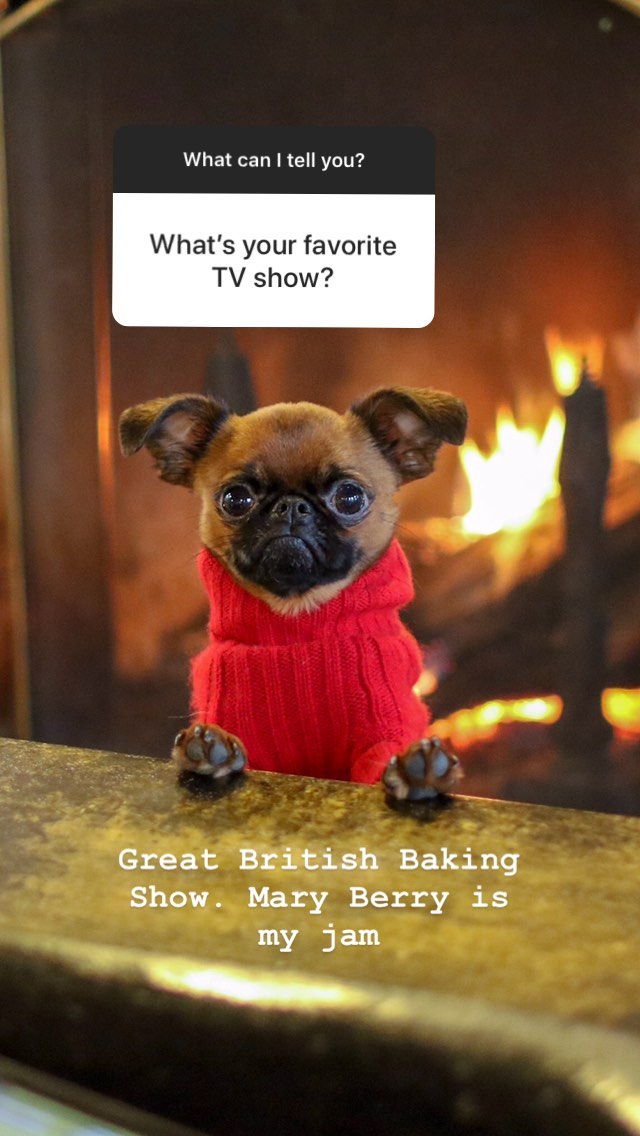 What can I tell you?
What’s your favorite
TV show?
Great British Baking
Show. Mary Berry is
my jam